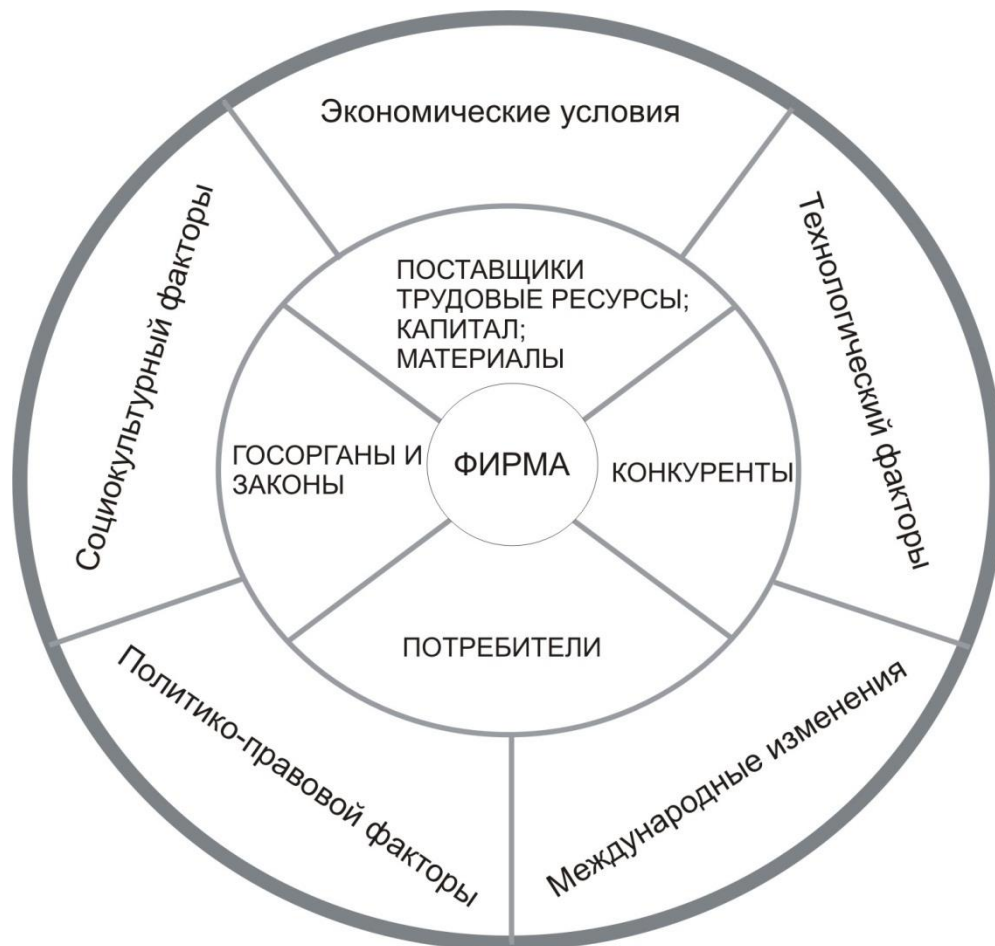 Экономические условия
Социокультурный факторы
Технологический факторы
ПОСТАВЩИКИ
ТРУДОВЫЕ РЕСУРСЫ;
КАПИТАЛ;
МАТЕРИАЛЫ
ГОСОРГАНЫ И
ЗАКОНЫ
ФИРМА
КОНКУРЕНТЫ
ПОТРЕБИТЕЛИ
Политико-правовой факторы
Международные изменения